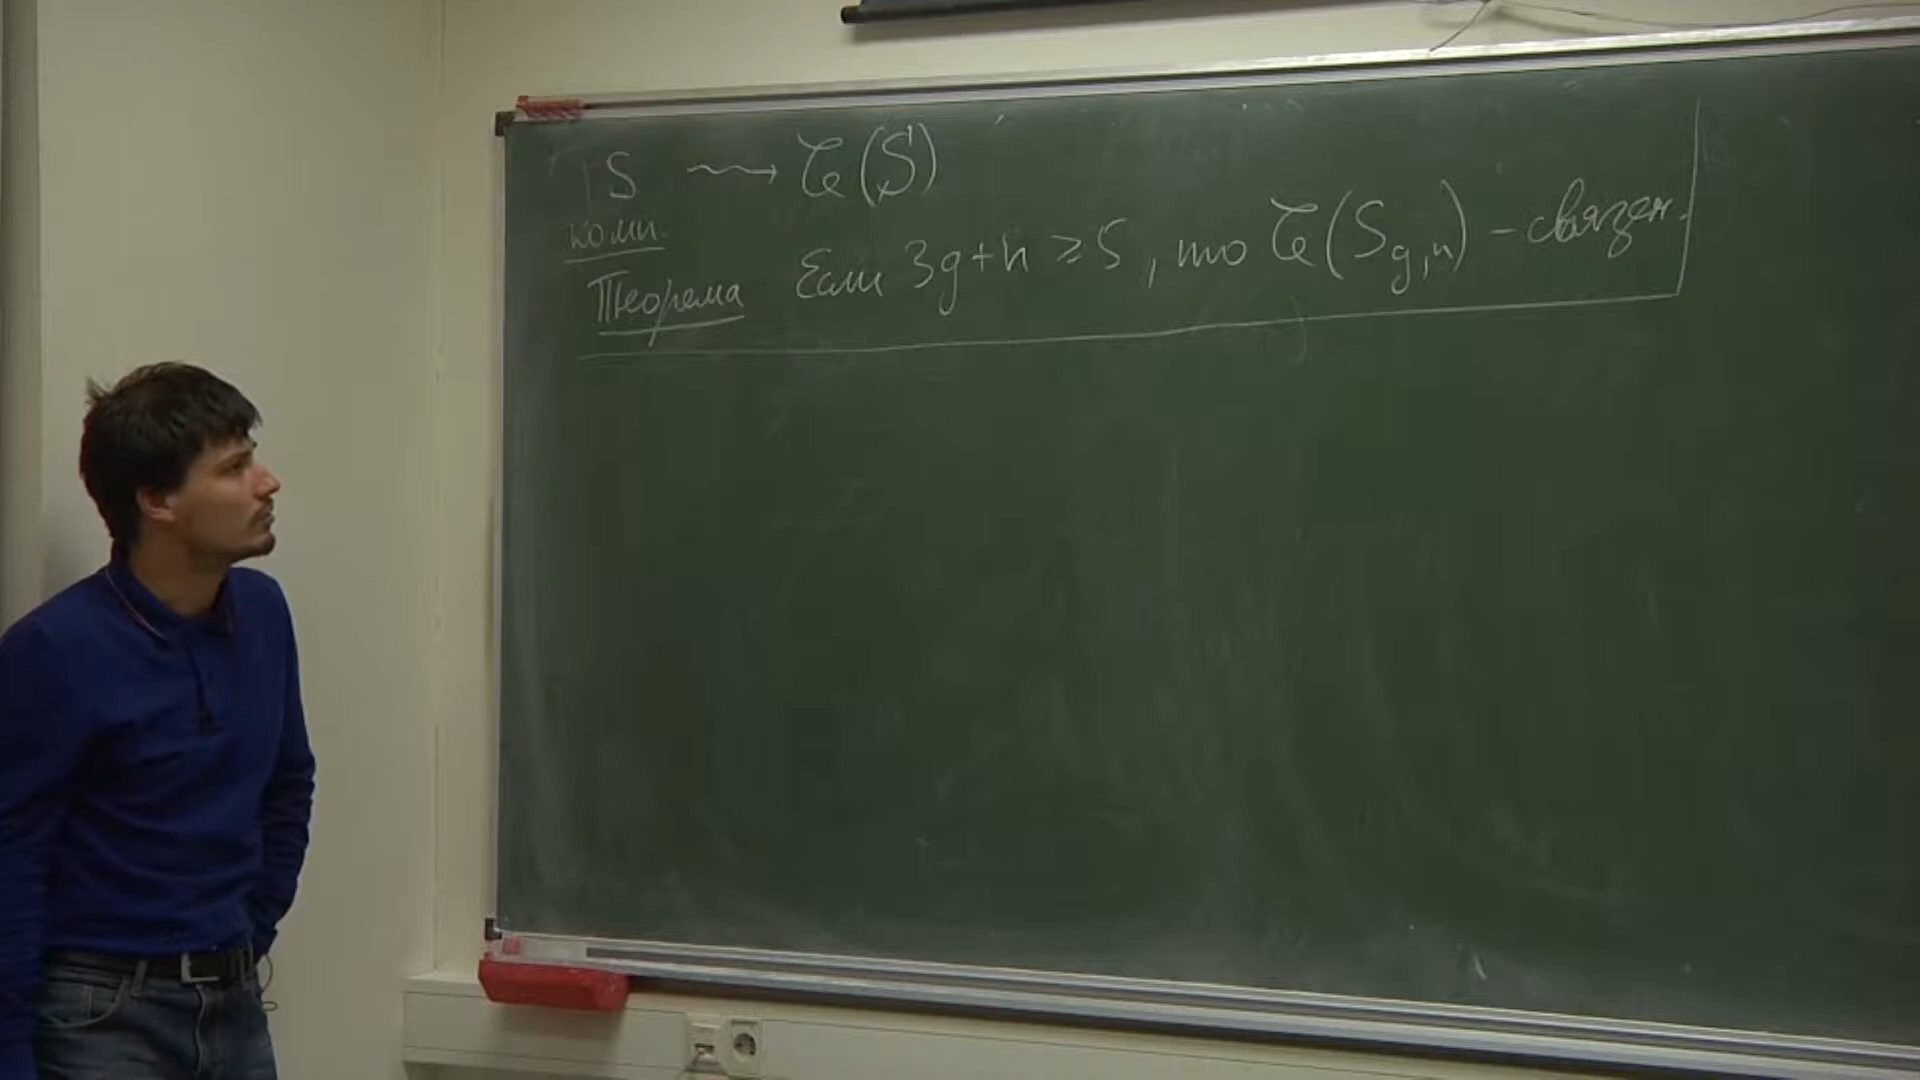 S ⇝ 𝒞(S)
комп.
Теорема Если 3g+n ≥ 5, то 𝒞(S_{g,n}) – связен.